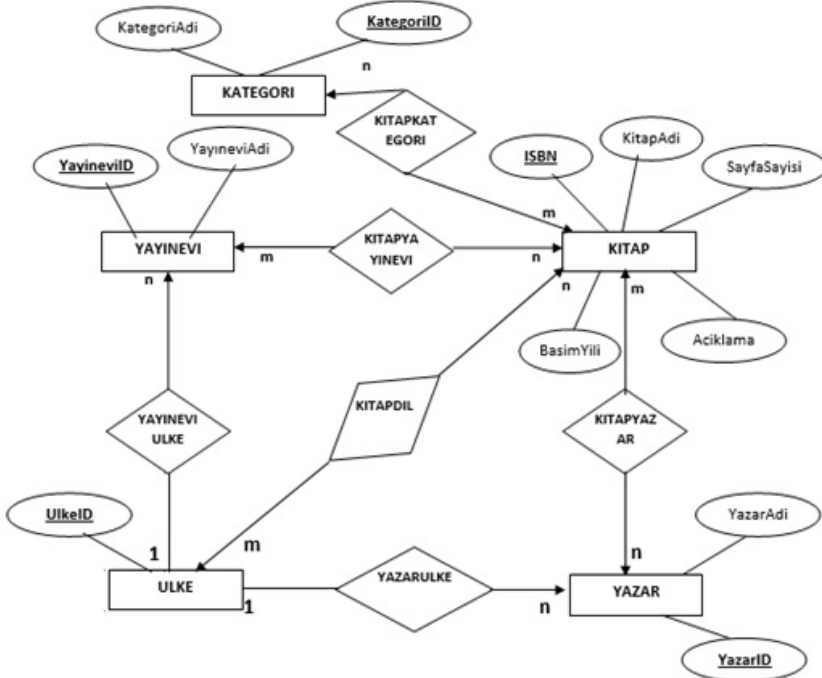 KategoriAdi
KategoriID
KATEGORI
n
KITAPKAT
EGORI
YayineviID
YayıneviAdi
ISBN
KitapAdi
SayfaSayisi
m
YAYINEVI
m
KITAPYA
YINEVI
n
KITAP
n
n
m
BasimYili
Aciklama
YAYINEVI
ULKE
KITAPDIL
KITAPYAZ
AR
UlkeID
YazarAdi
1
m
n
ULKE
1
YAZARULKE
n
YAZAR
YazarID